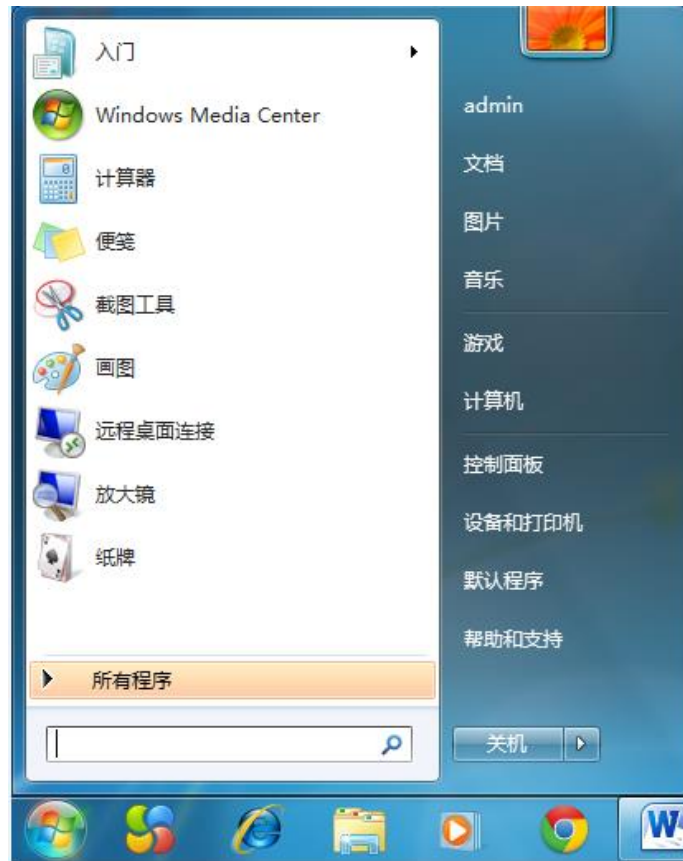 入门
Windows Media Center
计算器
便笺
截图工具
画图
远程桌面连接
放大镜
纸牌
所有程序
admin
文档
图片
音乐
游戏
计算机
控制面板
设备和打印机
默认程序
帮助和支持
关机
W